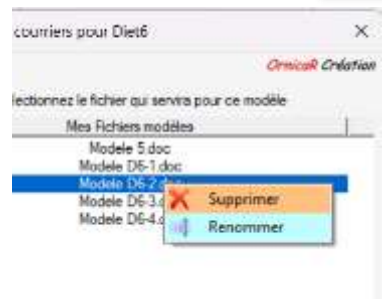 courriers pour Diet6
OrnicaR Création
lectionnez le fichier qui servira pour ce modèle
Mes Fichiers modèles
Modele 5.doc
Modele D6-1.doc
Modele D6-2.doc
Modele D6-3.d
Supprimer
Modele D6-4.d
Renommer